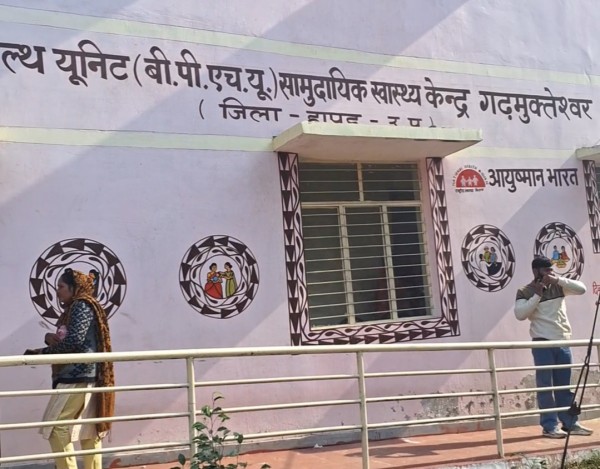 ल्थ यूनिट (बी.पी.एच.यू.) सामुदायिक स्वास्थ्य केन्द्र गढ़मुक्तेश्वर
( जिला - हापुड़ - उ.प्र.)
आयुष्मान भारत